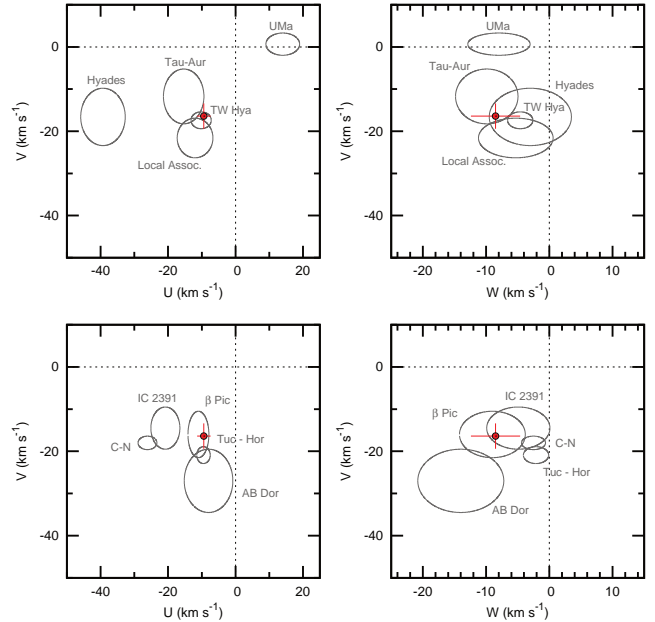 UMa
Tau-Aur
Hyades
TW Hya
Local Assoc.
0
-20
-40
V (km s-1)
-40 -20 0 20
U (km s-1)
UMa
Tau-Aur
Hyades
TW Hya
Local Assoc.
0
-20
-40
V (km s-1)
-20 -10 0 10
W (km s-1)
IC 2391
β Pic
C-N
Tuc - Hor
AB Dor
0
-20
-40
V (km s-1)
-40 -20 0 20
U (km s-1)
IC 2391
β Pic
C-N
Tuc - Hor
AB Dor
0
-20
-40
V (km s-1)
-20 -10 0 10
W (km s-1)